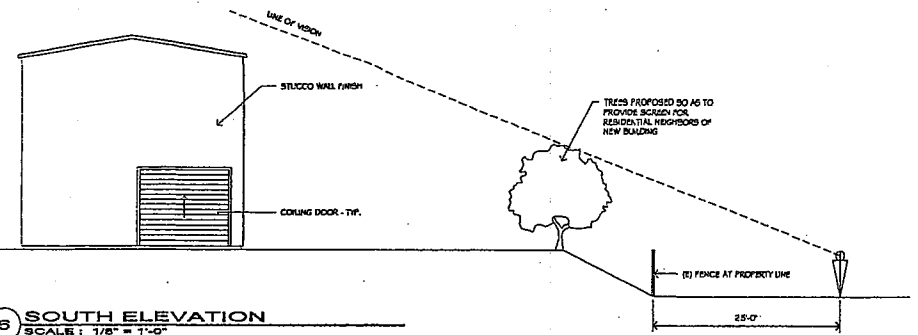 LINE OF VISION
STUCCO WALL FINISH
TREES PROPOSED SO AS TO
PROVIDE SCREEN FOR
RESIDENTIAL NEIGHBORS OF
NEW BUILDING
COILING DOOR - TYP.
(E) FENCE AT PROPERTY LINE
25'-0"
6 SOUTH ELEVATION
SCALE : 1/8" = 1'-0"